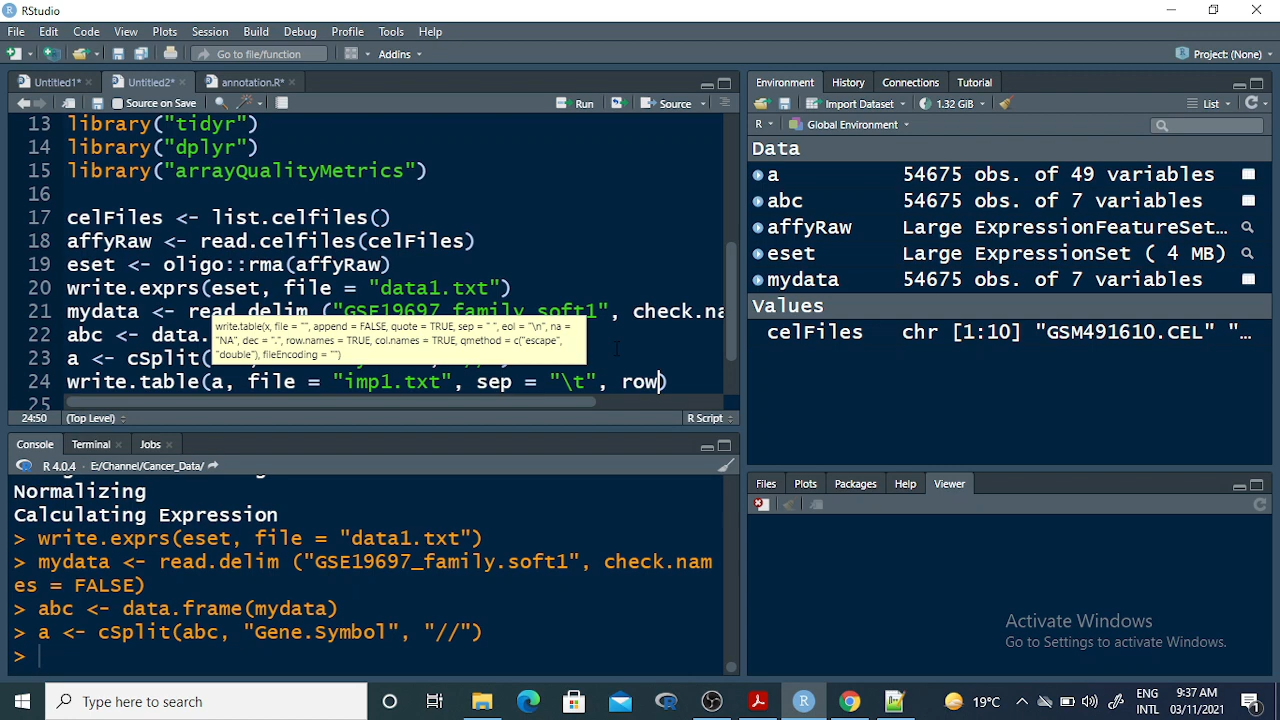 RStudio
File Edit Code View Plots Session Build Debug Profile Tools Help
Go to file/function Addins Project: (None)
Untitled1* Untitled2* annotation.R*
Source on Save Run Source
13 library("tidyr")
14 library("dplyr")
15 library("arrayQualityMetrics")
16
17 celFiles <- list.celfiles()
18 affyRaw <- read.celfiles(celFiles)
19 eset <- oligo::rma(affyRaw)
20 write.exprs(eset, file = "data1.txt")
21 mydata <- read.delim ("GSE19697_family.soft1", check.na
22 abc <- data.
23 a <- cSplit(
24 write.table(a, file = "imp1.txt", sep = "\t", row)
25
write.table(x, file = "", append = FALSE, quote = TRUE, sep = " ", eol = "\n", na =
"NA", dec = ".", row.names = TRUE, col.names = TRUE, qmethod = c("escape",
"double"), fileEncoding = "")
24:50 (Top Level) R Script
Console Terminal Jobs
R 4.0.4 · E:/Channel/Cancer_Data/
Normalizing
Calculating Expression
> write.exprs(eset, file = "data1.txt")
> mydata <- read.delim ("GSE19697_family.soft1", check.nam
es = FALSE)
> abc <- data.frame(mydata)
> a <- cSplit(abc, "Gene.Symbol", "//")
>
Environment History Connections Tutorial
Import Dataset 1.32 GiB List
R Global Environment
Data
a 54675 obs. of 49 variables
abc 54675 obs. of 7 variables
affyRaw Large ExpressionFeatureSet…
eset Large ExpressionSet ( 4 MB)
mydata 54675 obs. of 7 variables
Values
celFiles chr [1:10] "GSM491610.CEL" "…
Files Plots Packages Help Viewer
Activate Windows
Go to Settings to activate Windows.
Type here to search
19°C
ENG
INTL
9:37 AM
03/11/2021
1